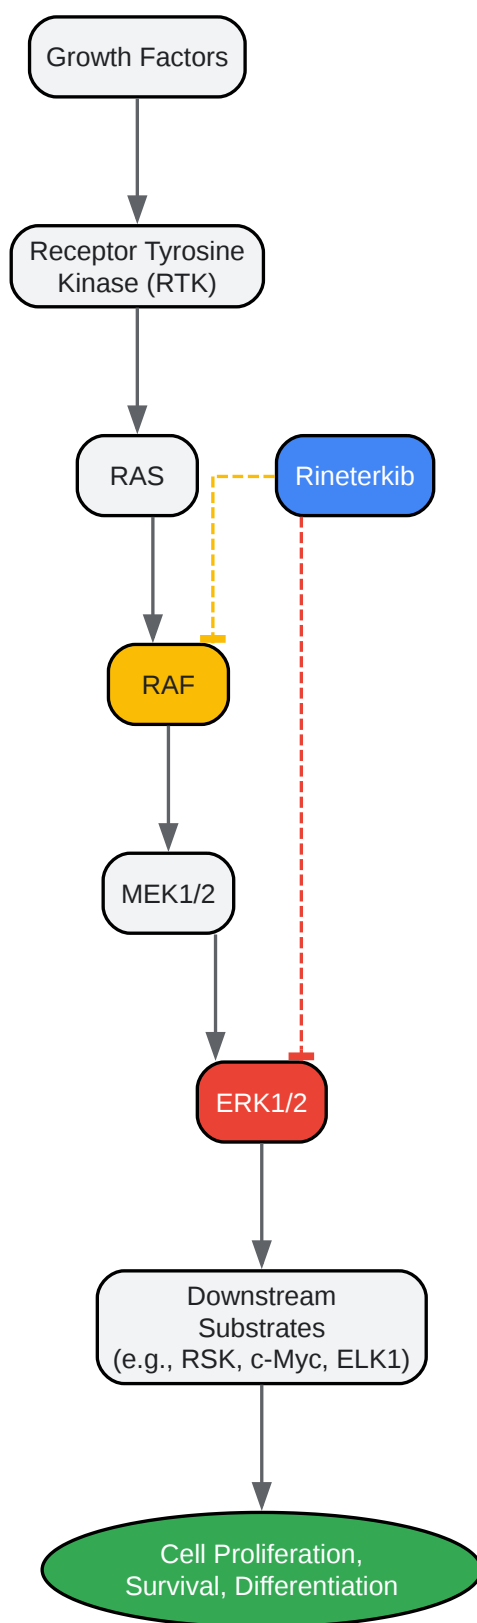 Growth Factors
Receptor Tyrosine
Kinase (RTK)
RAS
Rineterkib
RAF
MEK1/2
ERK1/2
Downstream
Substrates
(e.g., RSK, c-Myc, ELK1)
Cell Proliferation,
Survival, Differentiation